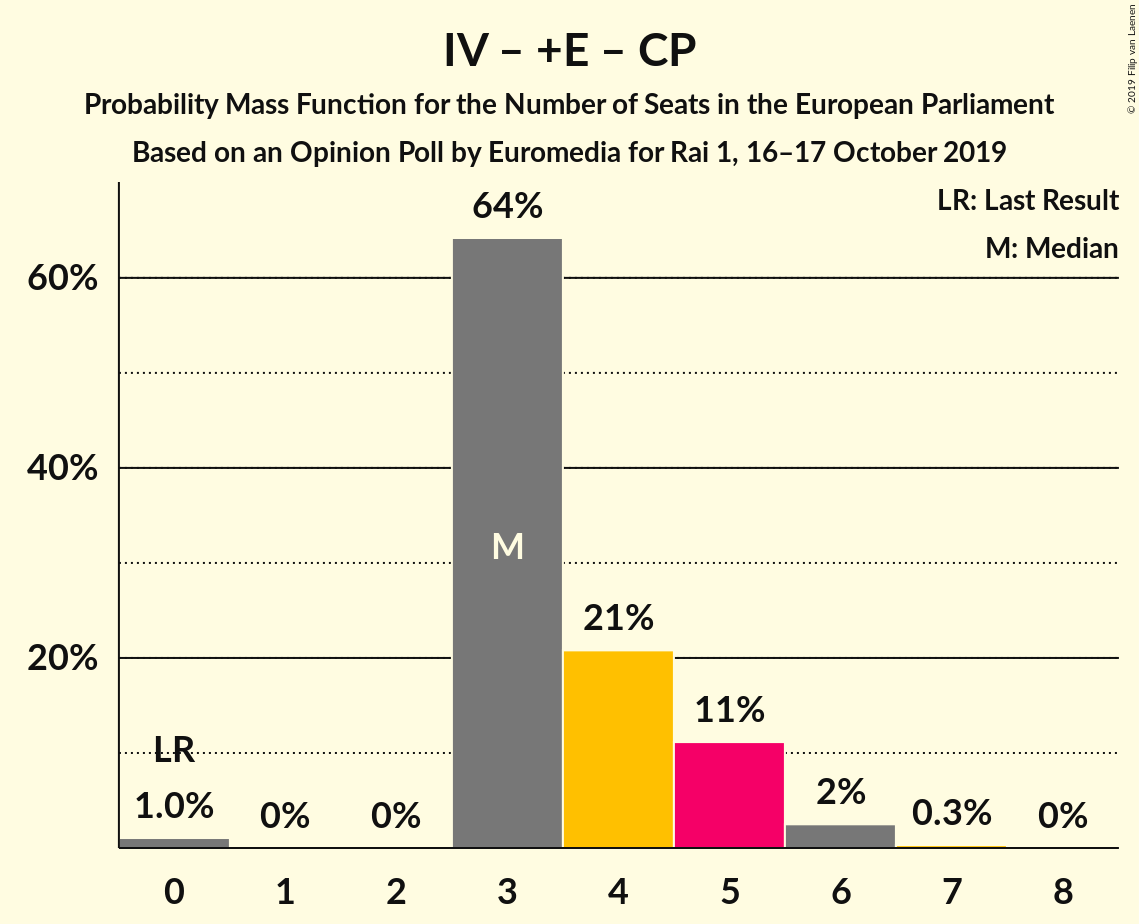 IV – +E – CP
Probability Mass Function for the Number of Seats in the European Parliament
Based on an Opinion Poll by Euromedia for Rai 1, 16–17 October 2019
© 2019 Filip van Laenen
LR: Last Result
M: Median
64%
60%
40%
M
21%
20%
11%
LR
1.0%
0%
0%
2%
0.3%
0%
0 1 2 3 4 5 6 7 8